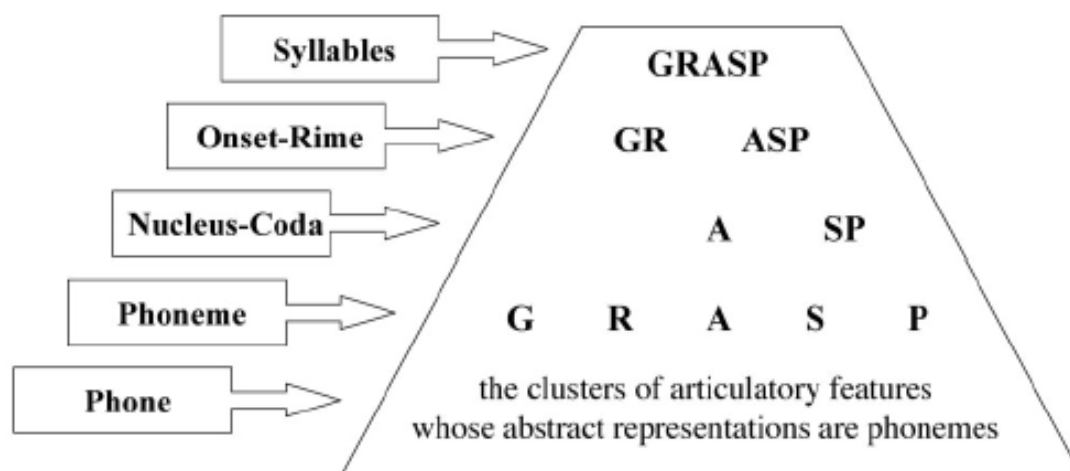 Syllables
GRASP
Onset-Rime
GR ASP
Nucleus-Coda
A SP
Phoneme
G R A S P
Phone
the clusters of articulatory features
whose abstract representations are phonemes